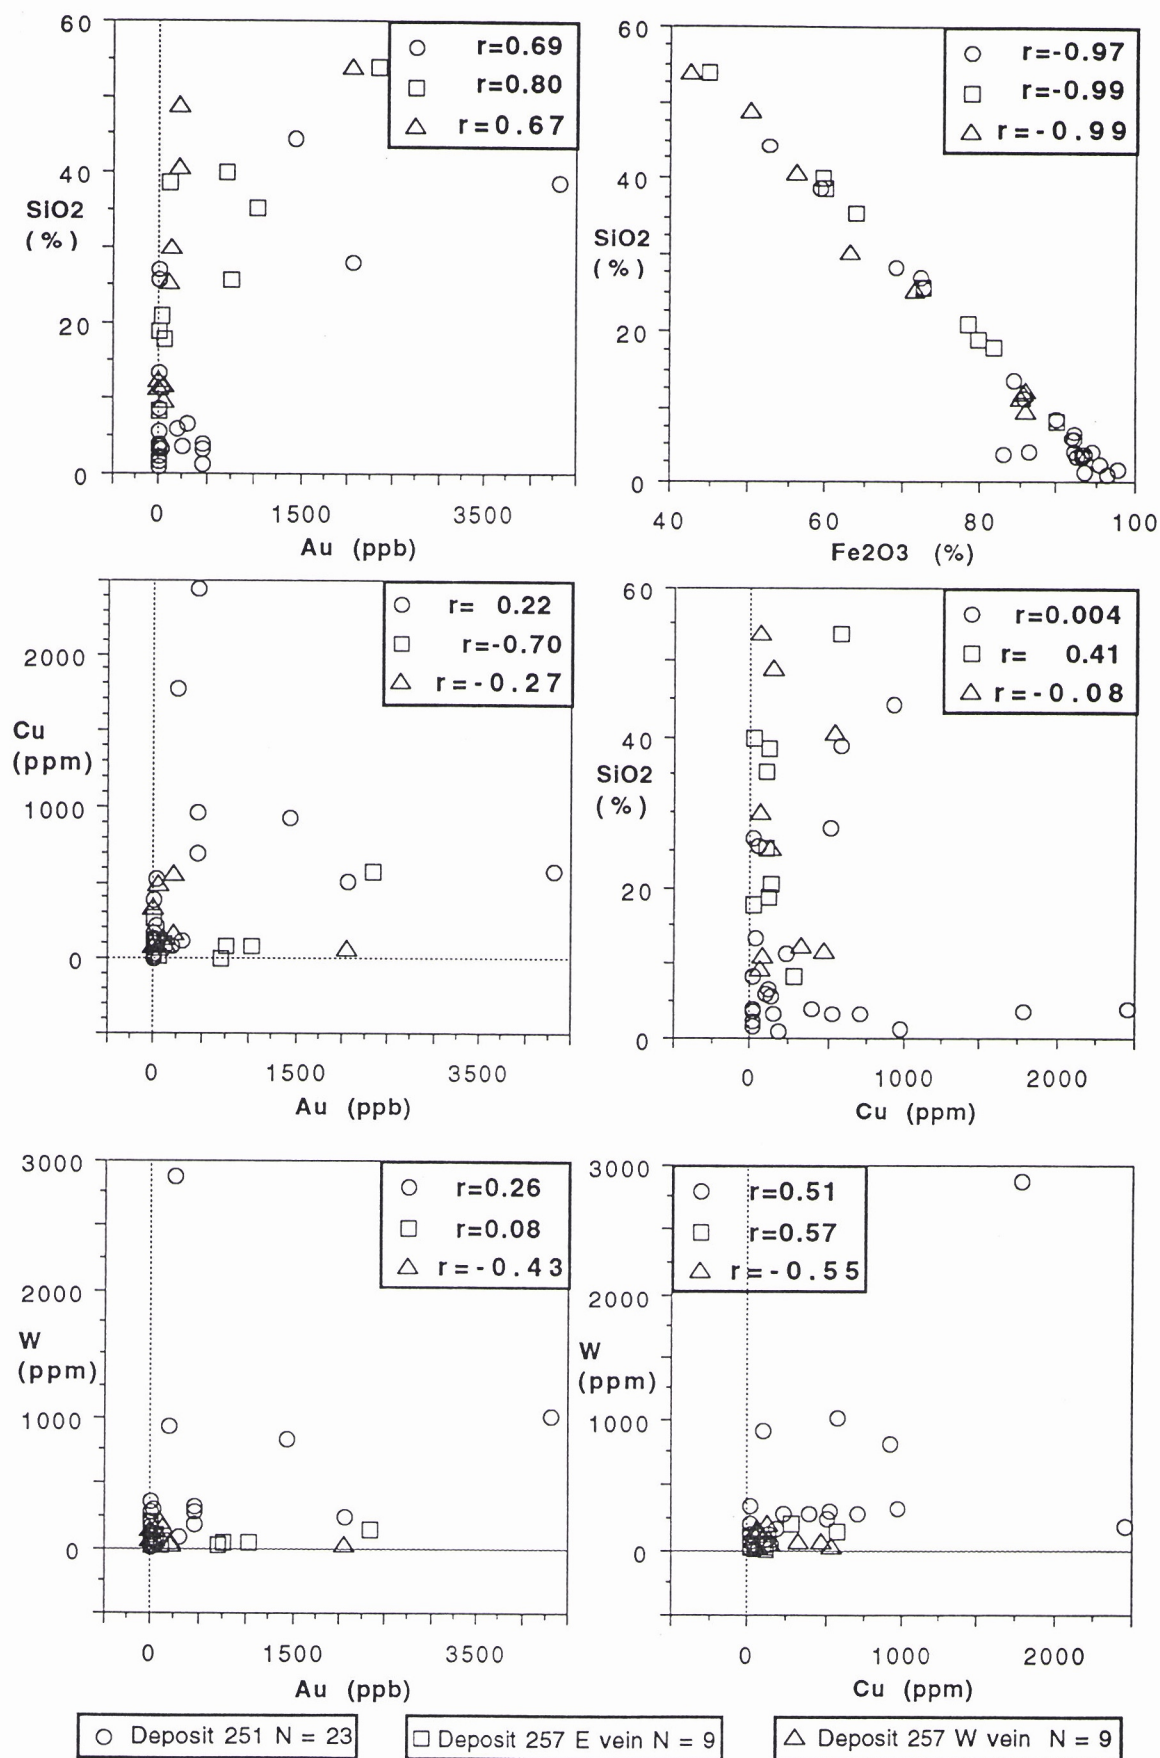 60
r=0.69
r=0.80
r=0.67
40
SiO2
(%)
20
0
0 1500 3500
Au (ppb)
60
r=-0.97
r=-0.99
r=-0.99
40
SiO2
(%)
20
0
40 60 80 100
Fe2O3 (%)
r= 0.22
r=-0.70
r=-0.27
2000
Cu
(ppm)
1000
0
0 1500 3500
Au (ppb)
60
r=0.004
r= 0.41
r=-0.08
40
SiO2
(%)
20
0
0 1000 2000
Cu (ppm)
3000
r=0.26
r=0.08
r=-0.43
2000
W
(ppm)
1000
0
0 1500 3500
Au (ppb)
3000
r=0.51
r=0.57
r=-0.55
2000
W
(ppm)
1000
0
0 1000 2000
Cu (ppm)
Deposit 251 N = 23
Deposit 257 E vein N = 9
Deposit 257 W vein N = 9